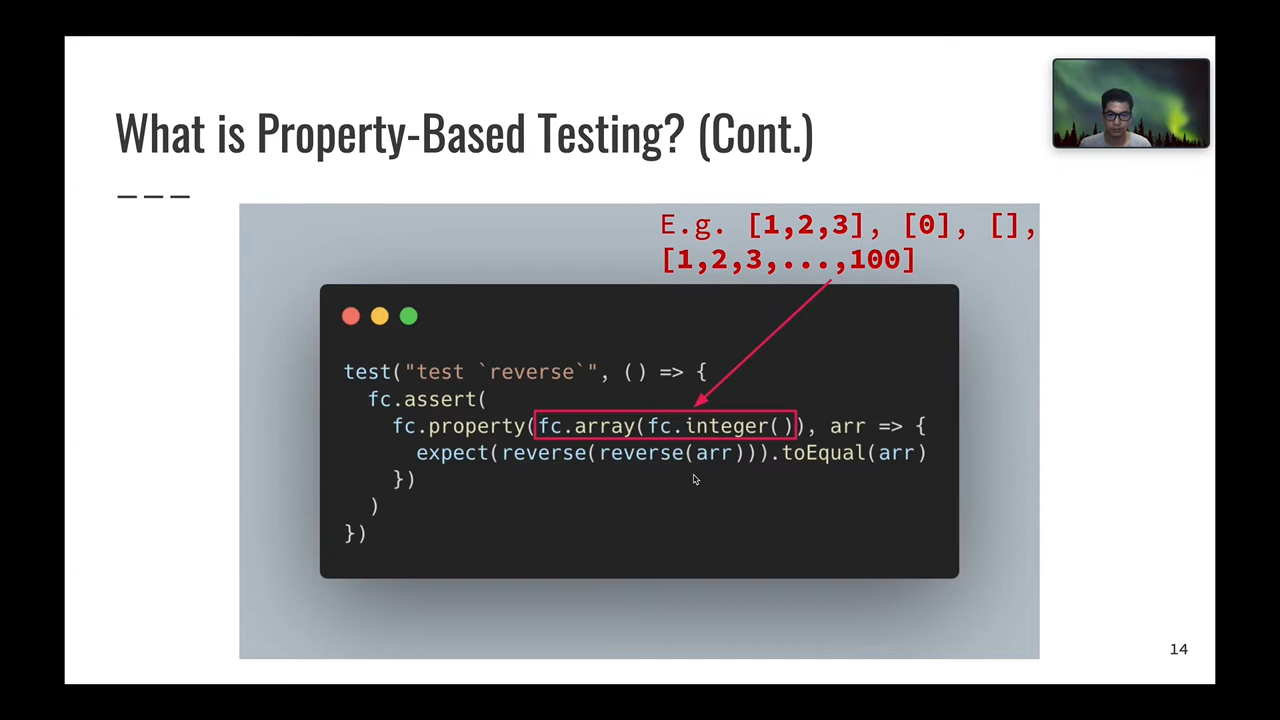 What is Property-Based Testing? (Cont.)
E.g. [1,2,3], [0], [],
[1,2,3,...,100]
test("test `reverse`", () => {
fc.assert(
fc.property(fc.array(fc.integer()), arr => {
expect(reverse(reverse(arr))).toEqual(arr)
})
)
})
14